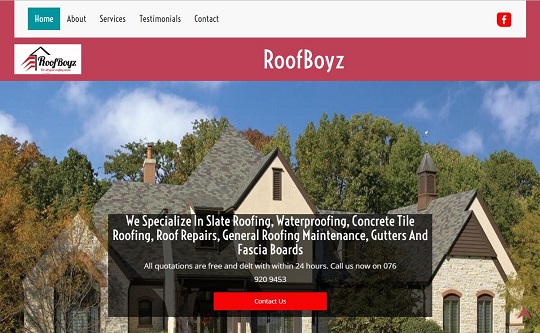 Home About Services Testimonials Contact
RoofBoyz
RoofBoyz
We Specialize In Slate Roofing, Waterproofing, Concrete Tile
Roofing, Roof Repairs, General Roofing Maintenance, Gutters And
Fascia Boards
All quotations are free and delt with within 24 hours. Call us now on 076
920 9453
Contact Us